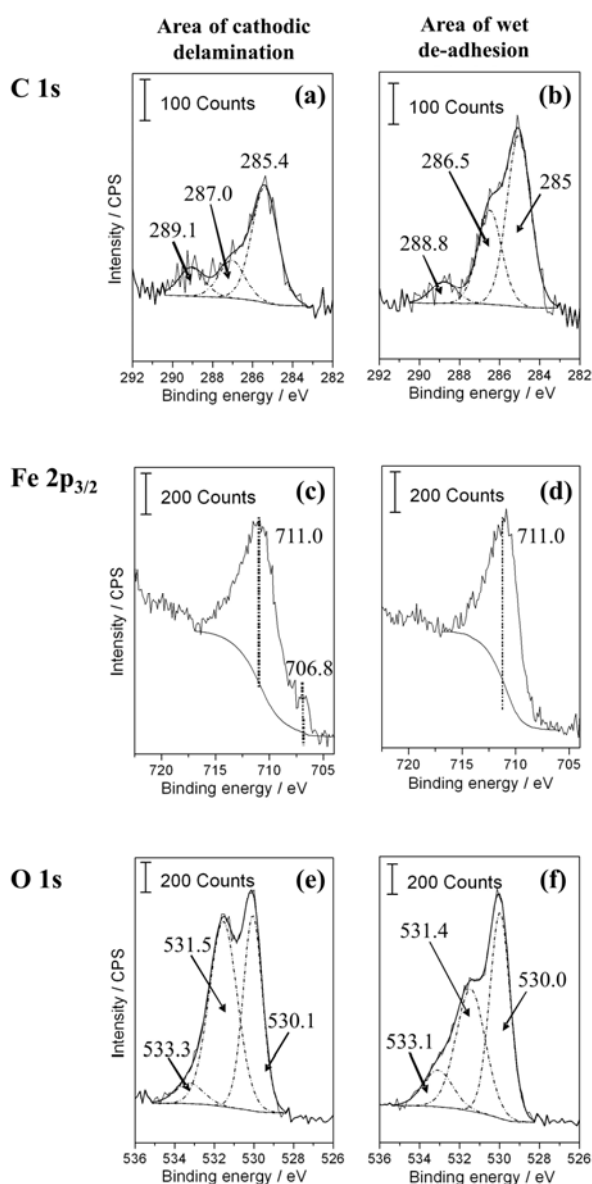 Area of cathodic delamination
Area of wet de-adhesion
C 1s
100 Counts
(a)
285.4
287.0
289.1
Intensity / CPS
292 290 288 286 284 282
Binding energy / eV
100 Counts
(b)
286.5
285
288.8
292 290 288 286 284 282
Binding energy / eV
Fe 2p3/2
200 Counts
(c)
711.0
706.8
Intensity / CPS
720 715 710 705
Binding energy / eV
200 Counts
(d)
711.0
720 715 710 705
Binding energy / eV
O 1s
200 Counts
(e)
531.5
530.1
533.3
Intensity / CPS
536 534 532 530 528 526
Binding energy / eV
200 Counts
(f)
531.4
530.0
533.1
536 534 532 530 528 526
Binding energy / eV